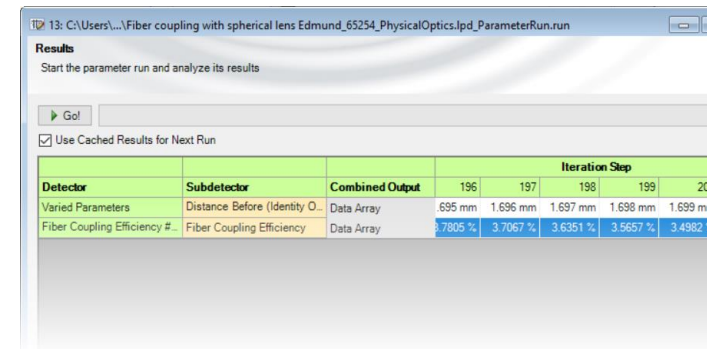 13: C:\Users\...\Fiber coupling with spherical lens Edmund_65254_PhysicalOptics.lpd_ParameterRun.run
Results
Start the parameter run and analyze its results
Go!
Use Cached Results for Next Run
Iteration Step
Detector Subdetector Combined Output 196 197 198 199 20
Varied Parameters Distance Before (Identity O... Data Array .695 mm 1.696 mm 1.697 mm 1.698 mm 1.699 m
Fiber Coupling Efficiency #... Fiber Coupling Efficiency Data Array 3.7805 % 3.7067 % 3.6351 % 3.5657 % 3.4982